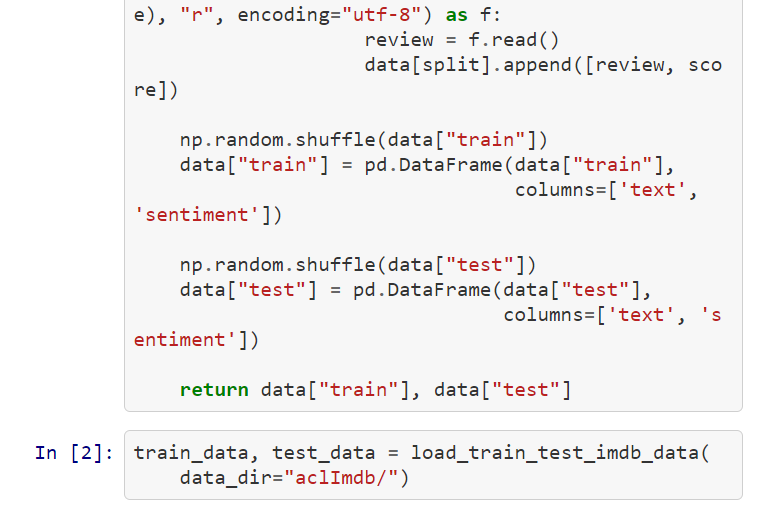 e), "r", encoding="utf-8") as f:
                    review = f.read()
                    data[split].append([review, sco
re])

    np.random.shuffle(data["train"])
    data["train"] = pd.DataFrame(data["train"],
                                 columns=['text',
'sentiment'])

    np.random.shuffle(data["test"])
    data["test"] = pd.DataFrame(data["test"],
                                columns=['text', 's
entiment'])

    return data["train"], data["test"]

In [2]: train_data, test_data = load_train_test_imdb_data(
    data_dir="aclImdb/")